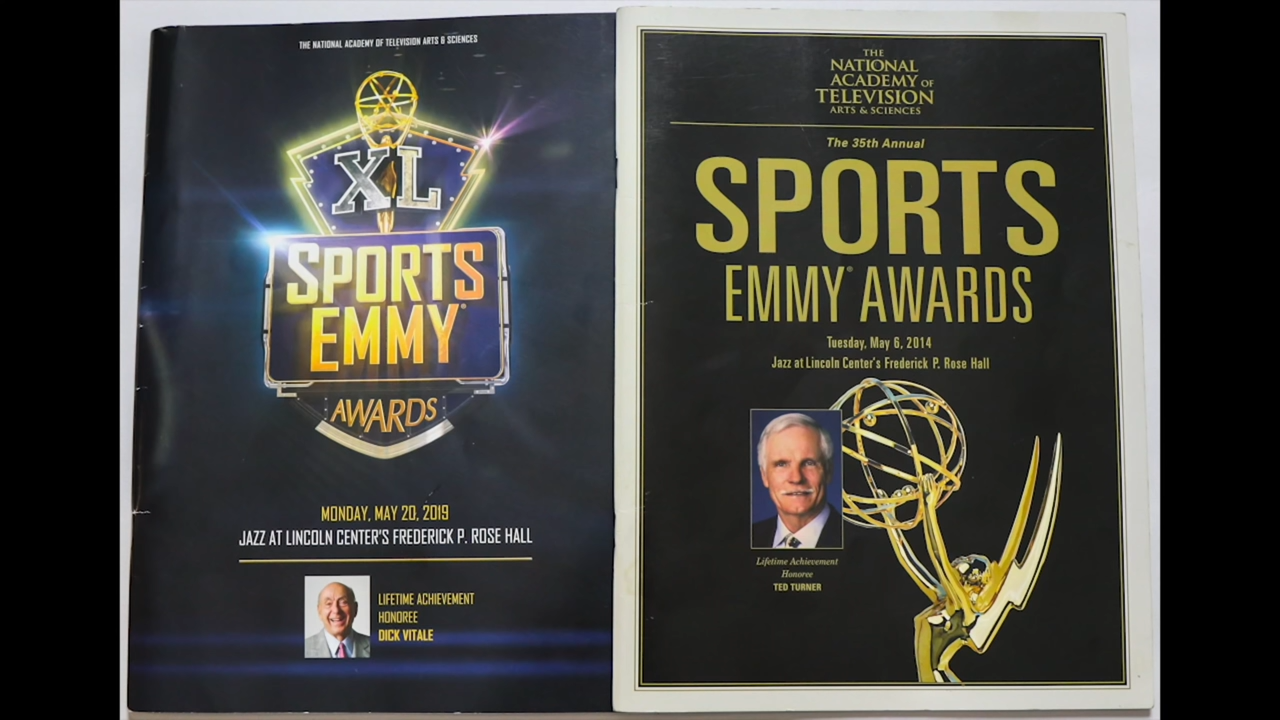 THE NATIONAL ACADEMY OF TELEVISION ARTS & SCIENCES
XL
SPORTS
EMMY®
AWARDS
MONDAY, MAY 20, 2019
JAZZ AT LINCOLN CENTER'S FREDERICK P. ROSE HALL
LIFETIME ACHIEVEMENT
HONOREE
DICK VITALE
THE
NATIONAL
ACADEMY OF
TELEVISION
ARTS & SCIENCES
The 35th Annual
SPORTS
EMMY® AWARDS
Tuesday, May 6, 2014
Jazz at Lincoln Center's Frederick P. Rose Hall
Lifetime Achievement
Honoree
TED TURNER